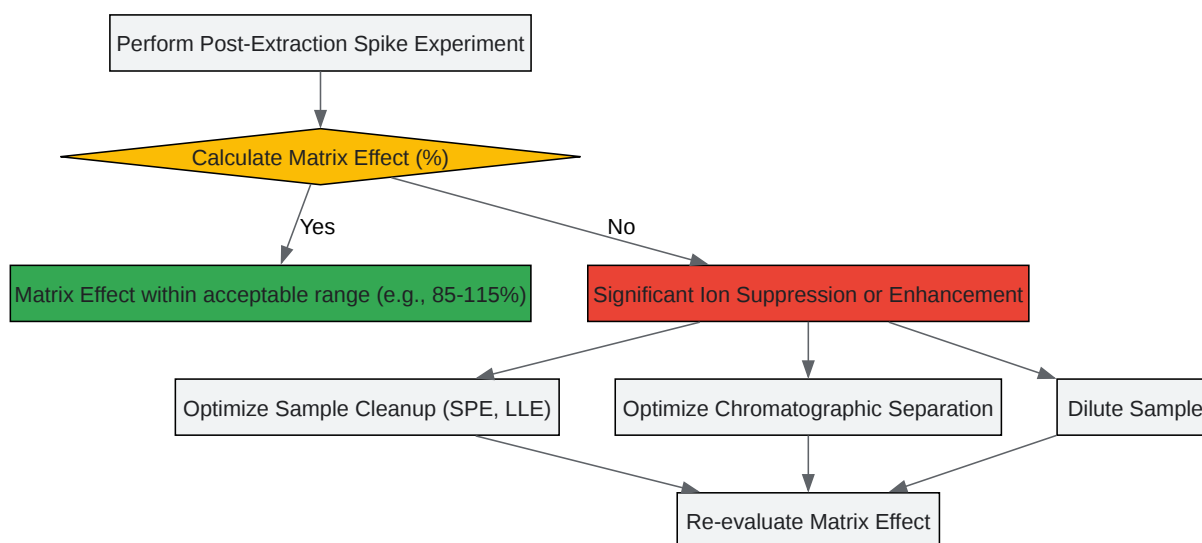 Perform Post-Extraction Spike Experiment
Calculate Matrix Effect (%)
Yes
No
Matrix Effect within acceptable range (e.g., 85-115%)
Significant Ion Suppression or Enhancement
Optimize Sample Cleanup (SPE, LLE)
Optimize Chromatographic Separation
Dilute Sample
Re-evaluate Matrix Effect